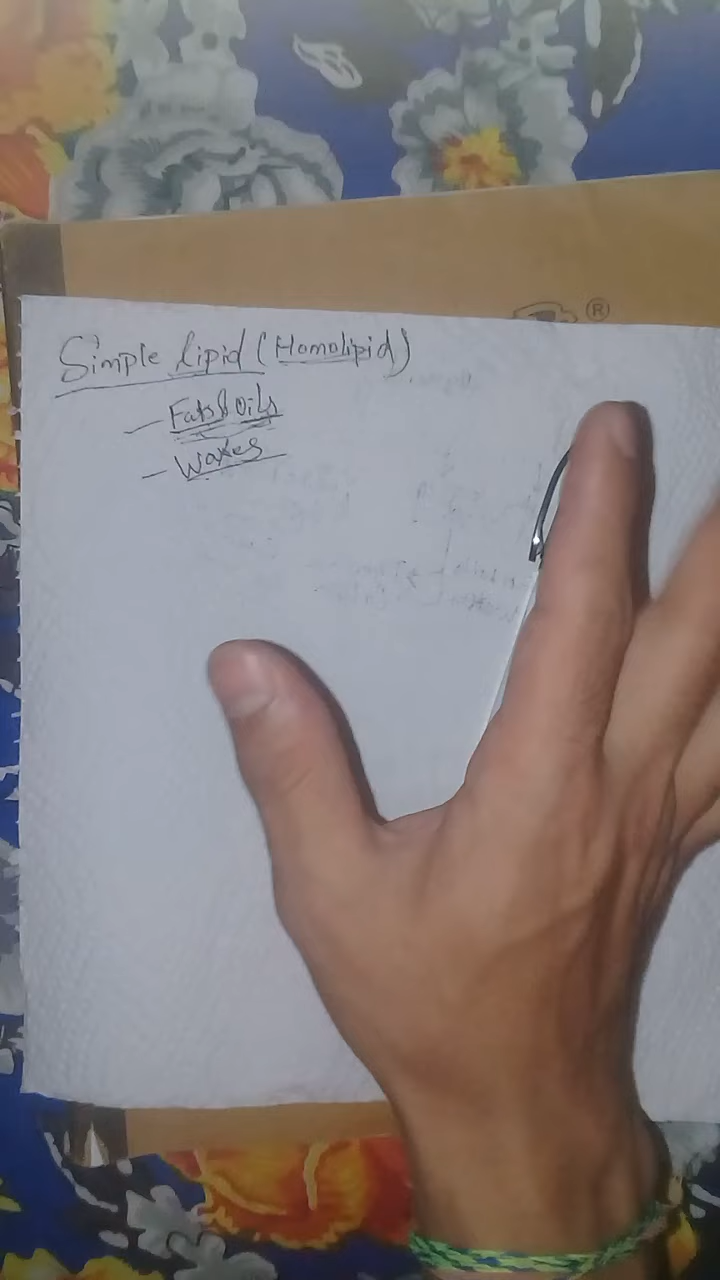 Simple Lipid (Homolipid)
— Fats & Oils
— Waxes
®